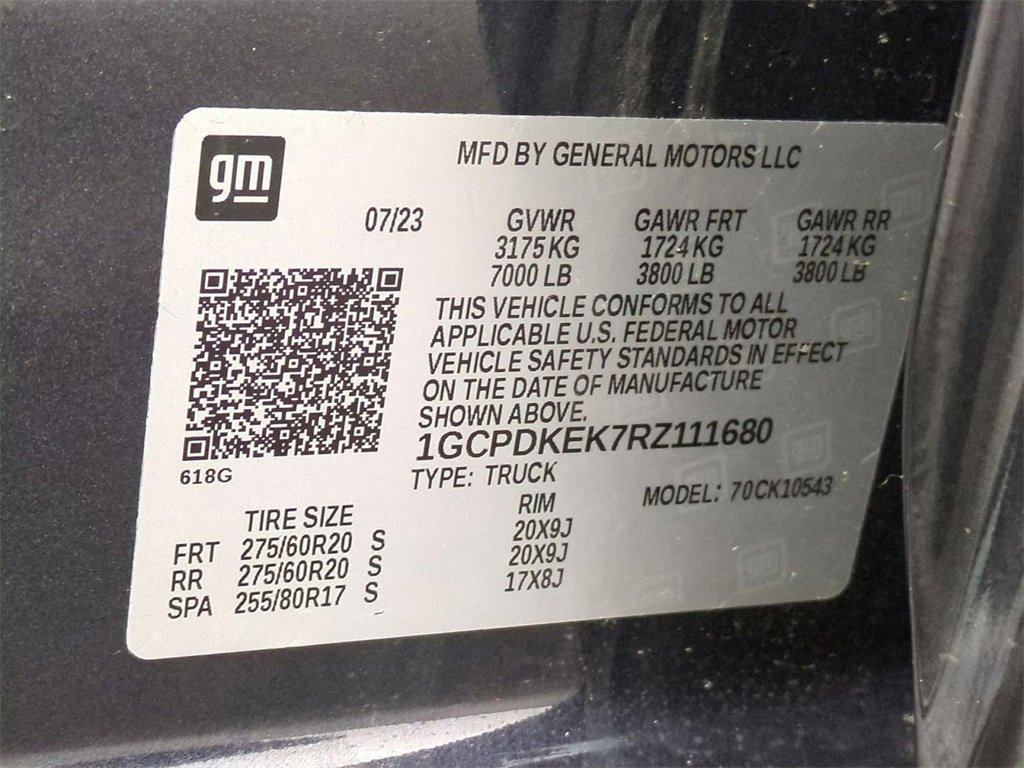 gm
MFD BY GENERAL MOTORS LLC
07/23 GVWR GAWR FRT GAWR RR
3175 KG 1724 KG 1724 KG
7000 LB 3800 LB 3800 LB
THIS VEHICLE CONFORMS TO ALL
APPLICABLE U.S. FEDERAL MOTOR
VEHICLE SAFETY STANDARDS IN EFFECT
ON THE DATE OF MANUFACTURE
SHOWN ABOVE.
1GCPDKEK7RZ111680
618G
TYPE: TRUCK
MODEL: 70CK10543
TIRE SIZE RIM
FRT 275/60R20 S 20X9J
RR 275/60R20 S 20X9J
SPA 255/80R17 S 17X8J